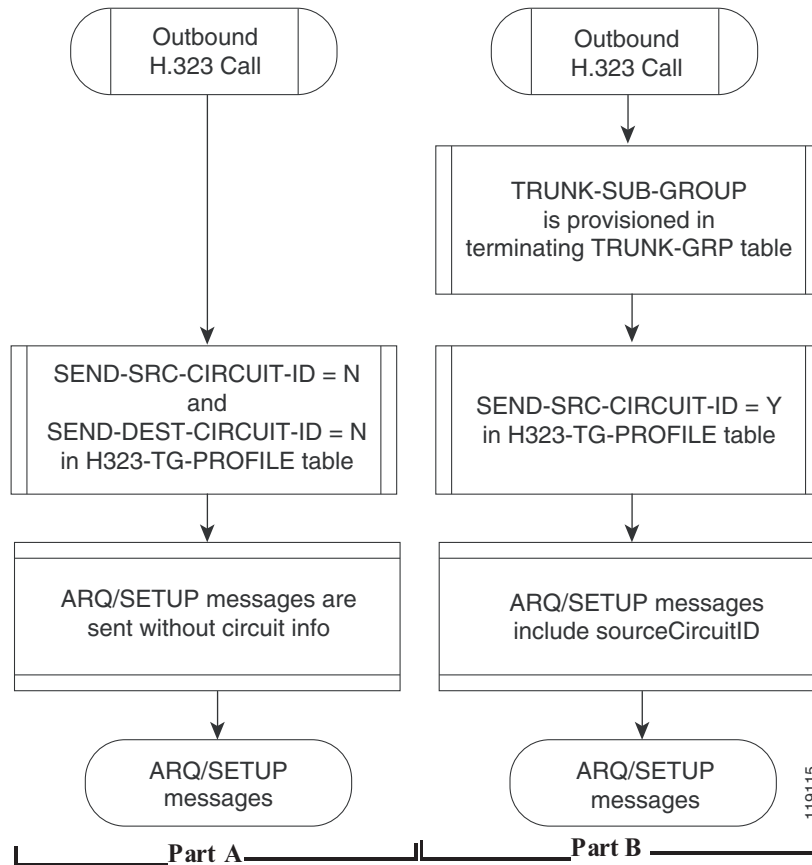 Outbound
H.323 Call
SEND-SRC-CIRCUIT-ID = N
and
SEND-DEST-CIRCUIT-ID = N
in H323-TG-PROFILE table
ARQ/SETUP messages are
sent without circuit info
ARQ/SETUP
messages
Part A
Outbound
H.323 Call
TRUNK-SUB-GROUP
is provisioned in
terminating TRUNK-GRP table
SEND-SRC-CIRCUIT-ID = Y
in H323-TG-PROFILE table
ARQ/SETUP messages
include sourceCircuitID
ARQ/SETUP
messages
Part B
119115